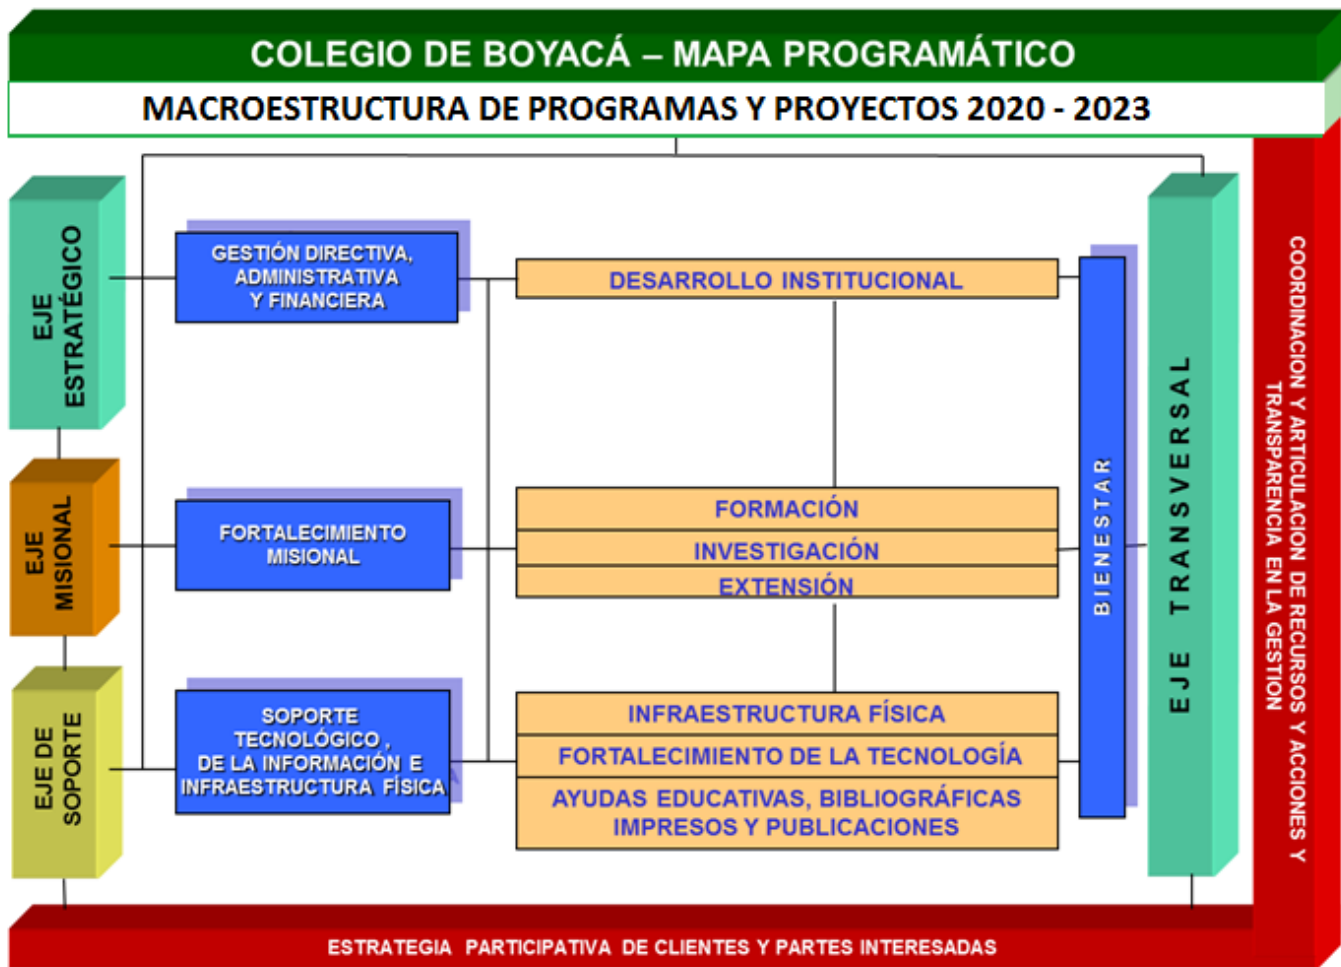 COLEGIO DE BOYACÁ – MAPA PROGRAMÁTICO
MACROESTRUCTURA DE PROGRAMAS Y PROYECTOS 2020 - 2023
EJE
ESTRATÉGICO
GESTIÓN DIRECTIVA,
ADMINISTRATIVA
Y FINANCIERA
DESARROLLO INSTITUCIONAL
EJE
MISIONAL
FORTALECIMIENTO
MISIONAL
FORMACIÓN
INVESTIGACIÓN
EXTENSIÓN
EJE DE
SOPORTE
SOPORTE
TECNOLÓGICO ,
DE LA INFORMACIÓN E
INFRAESTRUCTURA FÍSICA
INFRAESTRUCTURA FÍSICA
FORTALECIMIENTO DE LA TECNOLOGÍA
AYUDAS EDUCATIVAS, BIBLIOGRÁFICAS
IMPRESOS Y PUBLICACIONES
BIENESTAR
EJE TRANSVERSAL
COORDINACION Y ARTICULACION DE RECURSOS Y ACCIONES Y
TRANSPARENCIA EN LA GESTION
ESTRATEGIA PARTICIPATIVA DE CLIENTES Y PARTES INTERESADAS